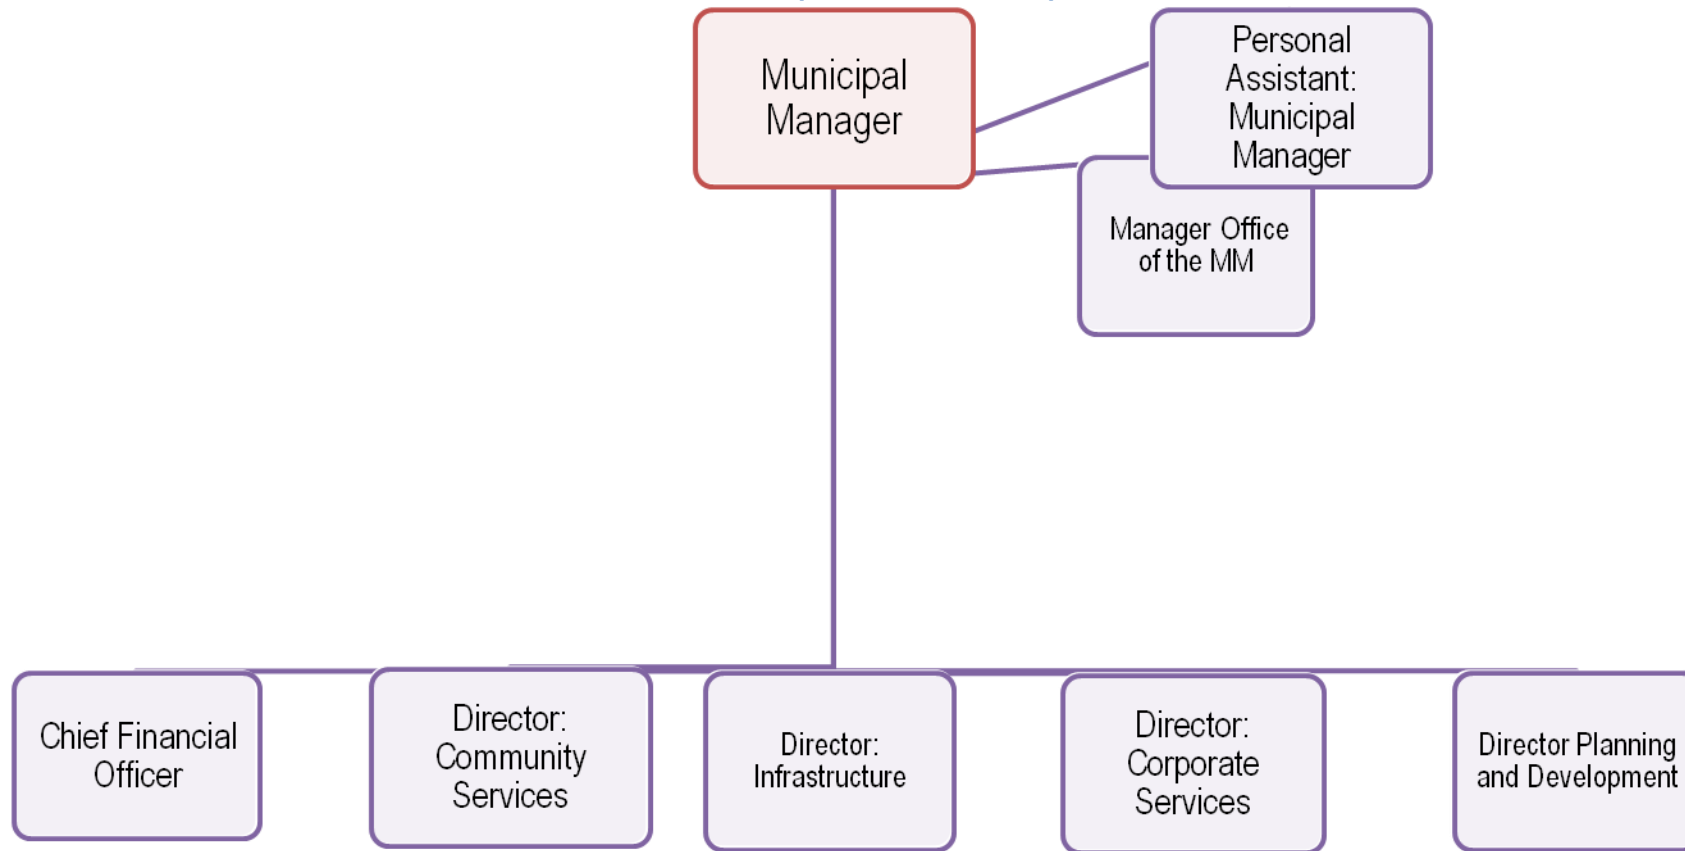 Municipal
Manager
Personal
Assistant:
Municipal
Manager
Manager Office
of the MM
Chief Financial
Officer
Director:
Community
Services
Director:
Infrastructure
Director:
Corporate
Services
Director Planning
and Development